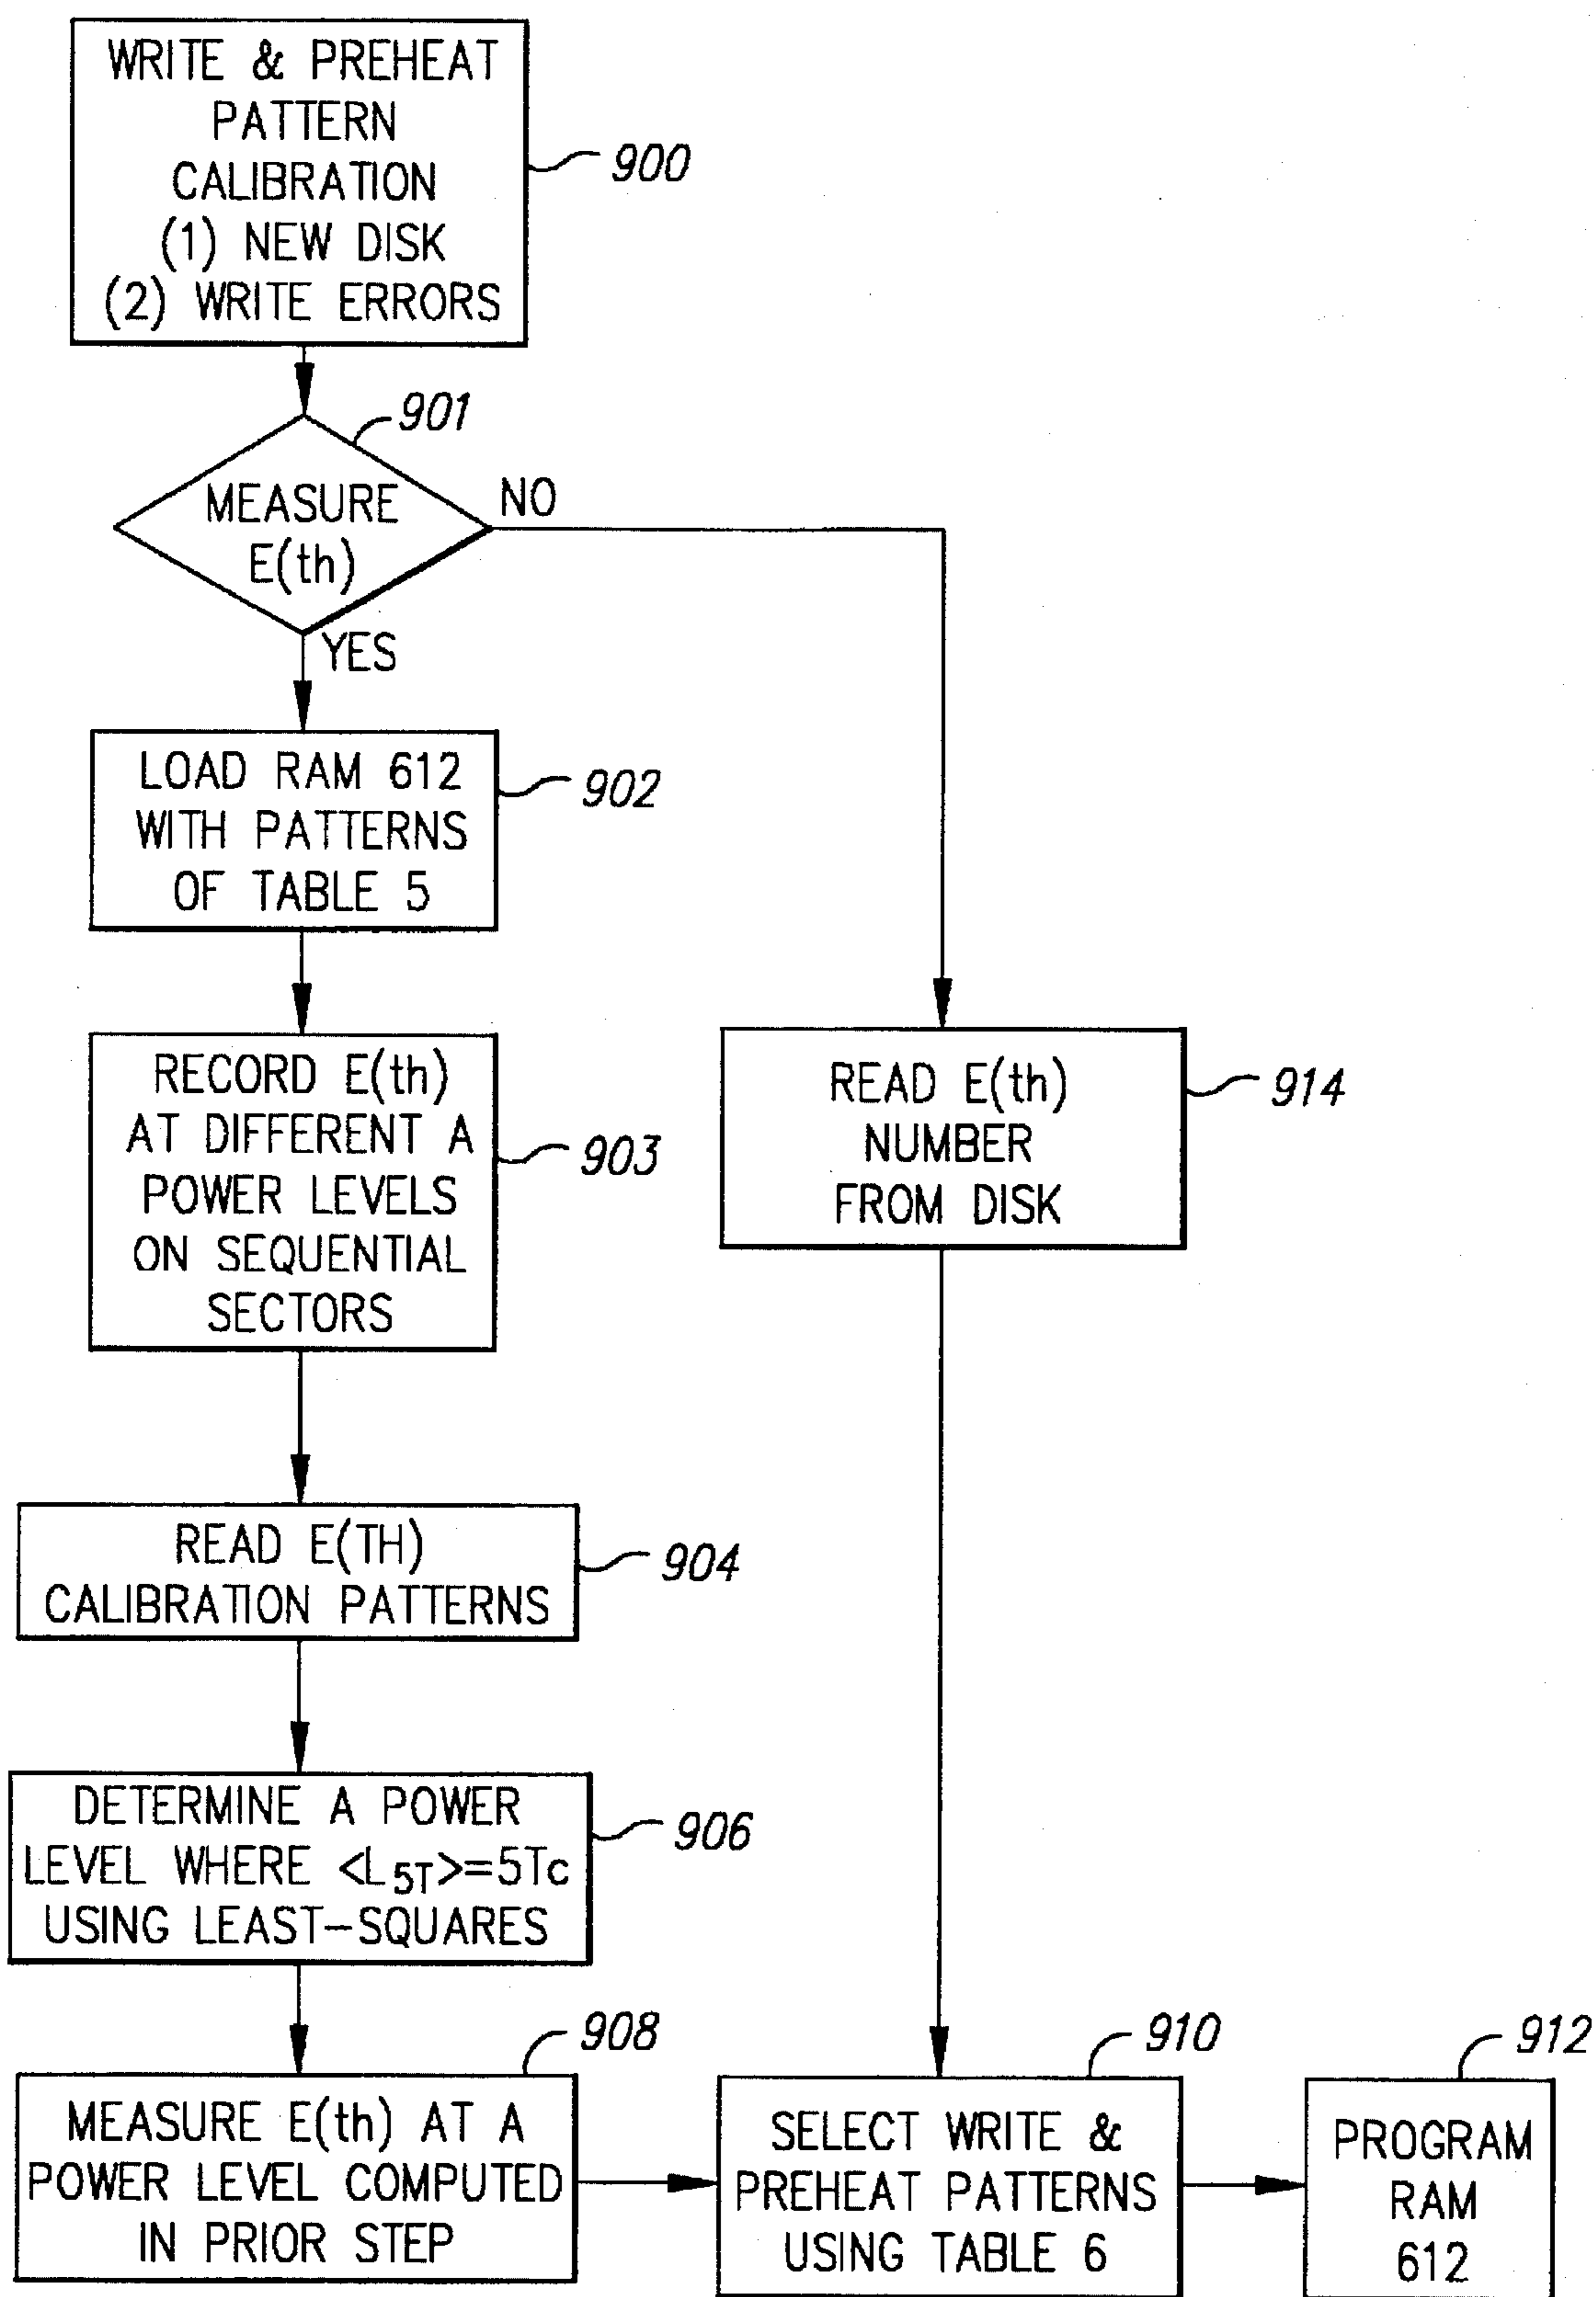 WRITE & PREHEAT
PATTERN
CALIBRATION
(1) NEW DISK
(2) WRITE ERRORS
900
901
MEASURE
E(th)
NO
YES
LOAD RAM 612
WITH PATTERNS
OF TABLE 5
902
RECORD E(th)
AT DIFFERENT A
POWER LEVELS
ON SEQUENTIAL
SECTORS
903
READ E(th)
NUMBER
FROM DISK
914
READ E(TH)
CALIBRATION PATTERNS
904
DETERMINE A POWER
LEVEL WHERE <L5T>=5Tc
USING LEAST-SQUARES
906
908
MEASURE E(th) AT A
POWER LEVEL COMPUTED
IN PRIOR STEP
910
SELECT WRITE &
PREHEAT PATTERNS
USING TABLE 6
912
PROGRAM
RAM
612